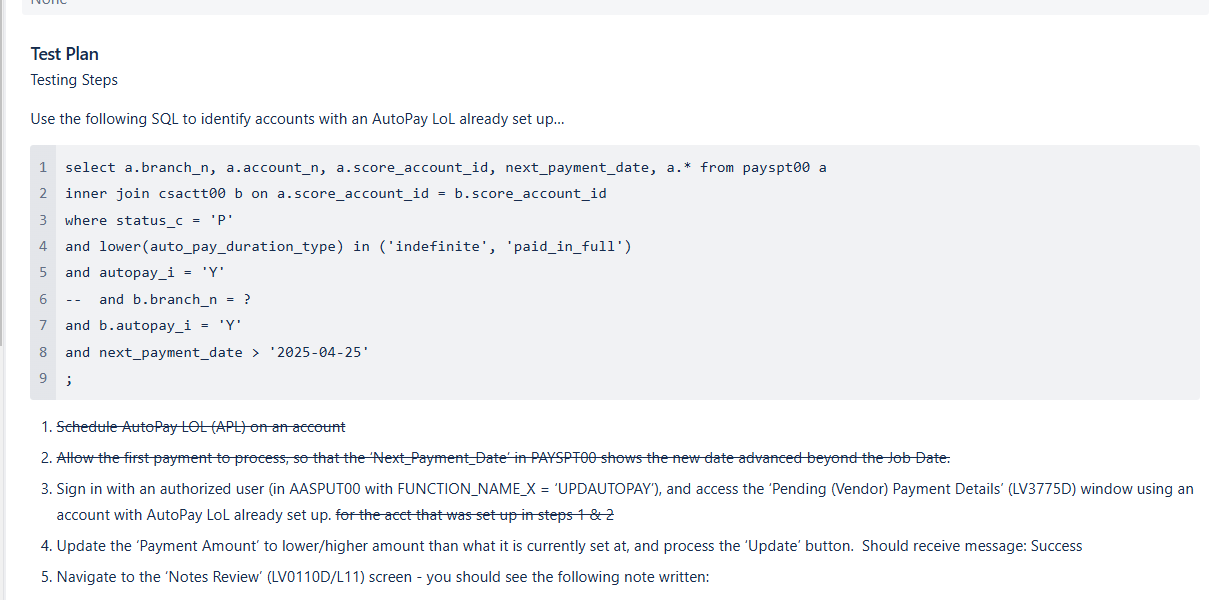 None
Test Plan
Testing Steps
Use the following SQL to identify accounts with an AutoPay LoL already set up...
1 select a.branch_n, a.account_n, a.score_account_id, next_payment_date, a.* from payspt00 a
2 inner join csactt00 b on a.score_account_id = b.score_account_id
3 where status_c = 'P'
4 and lower(auto_pay_duration_type) in ('indefinite', 'paid_in_full')
5 and autopay_i = 'Y'
6 --  and b.branch_n = ?
7 and b.autopay_i = 'Y'
8 and next_payment_date > '2025-04-25'
9 ;
1. Schedule AutoPay LOL (APL) on an account
2. Allow the first payment to process, so that the ‘Next_Payment_Date’ in PAYSPT00 shows the new date advanced beyond the Job Date.
3. Sign in with an authorized user (in AASPUT00 with FUNCTION_NAME_X = ‘UPDAUTOPAY’), and access the ‘Pending (Vendor) Payment Details’ (LV3775D) window using an
account with AutoPay LoL already set up. for the acct that was set up in steps 1 & 2
4. Update the ‘Payment Amount’ to lower/higher amount than what it is currently set at, and process the ‘Update’ button.  Should receive message: Success
5. Navigate to the ‘Notes Review’ (LV0110D/L11) screen - you should see the following note written: